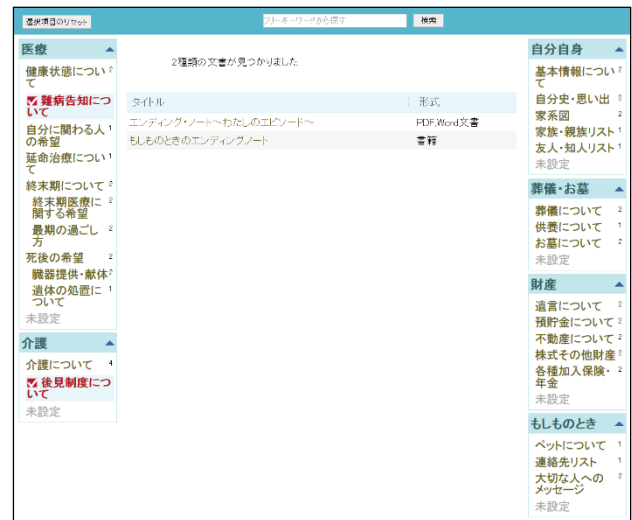 選択項目のリセット
フリーキーワードから探す
検索
医療
健康状態につい 2
て
難病告知につ
いて
自分に関わる人 1
の希望
延命治療につい 1
て
終末期について 2
終末期医療に 2
関する希望
最期の過ごし 2
方
死後の希望 2
臓器提供・献体 2
遺体の処置に 1
ついて
未設定
介護
介護について 4
後見制度につ
いて
未設定
2種類の文書が見つかりました
タイトル 形式
エンディング・ノート～わたしのエピソード～ PDF,Word文書
もしものときのエンディングノート 書籍
自分自身
基本情報につい 2
て
自分史・思い出 2
家系図 2
家族・親族リスト 1
友人・知人リスト 1
未設定
葬儀・お墓
葬儀について 2
供養について 1
お墓について 2
未設定
財産
遺言について 2
預貯金について 2
不動産について 2
株式その他財産 2
各種加入保険・ 2
年金
未設定
もしものとき
ペットについて 1
連絡先リスト 1
大切な人への 2
メッセージ
未設定